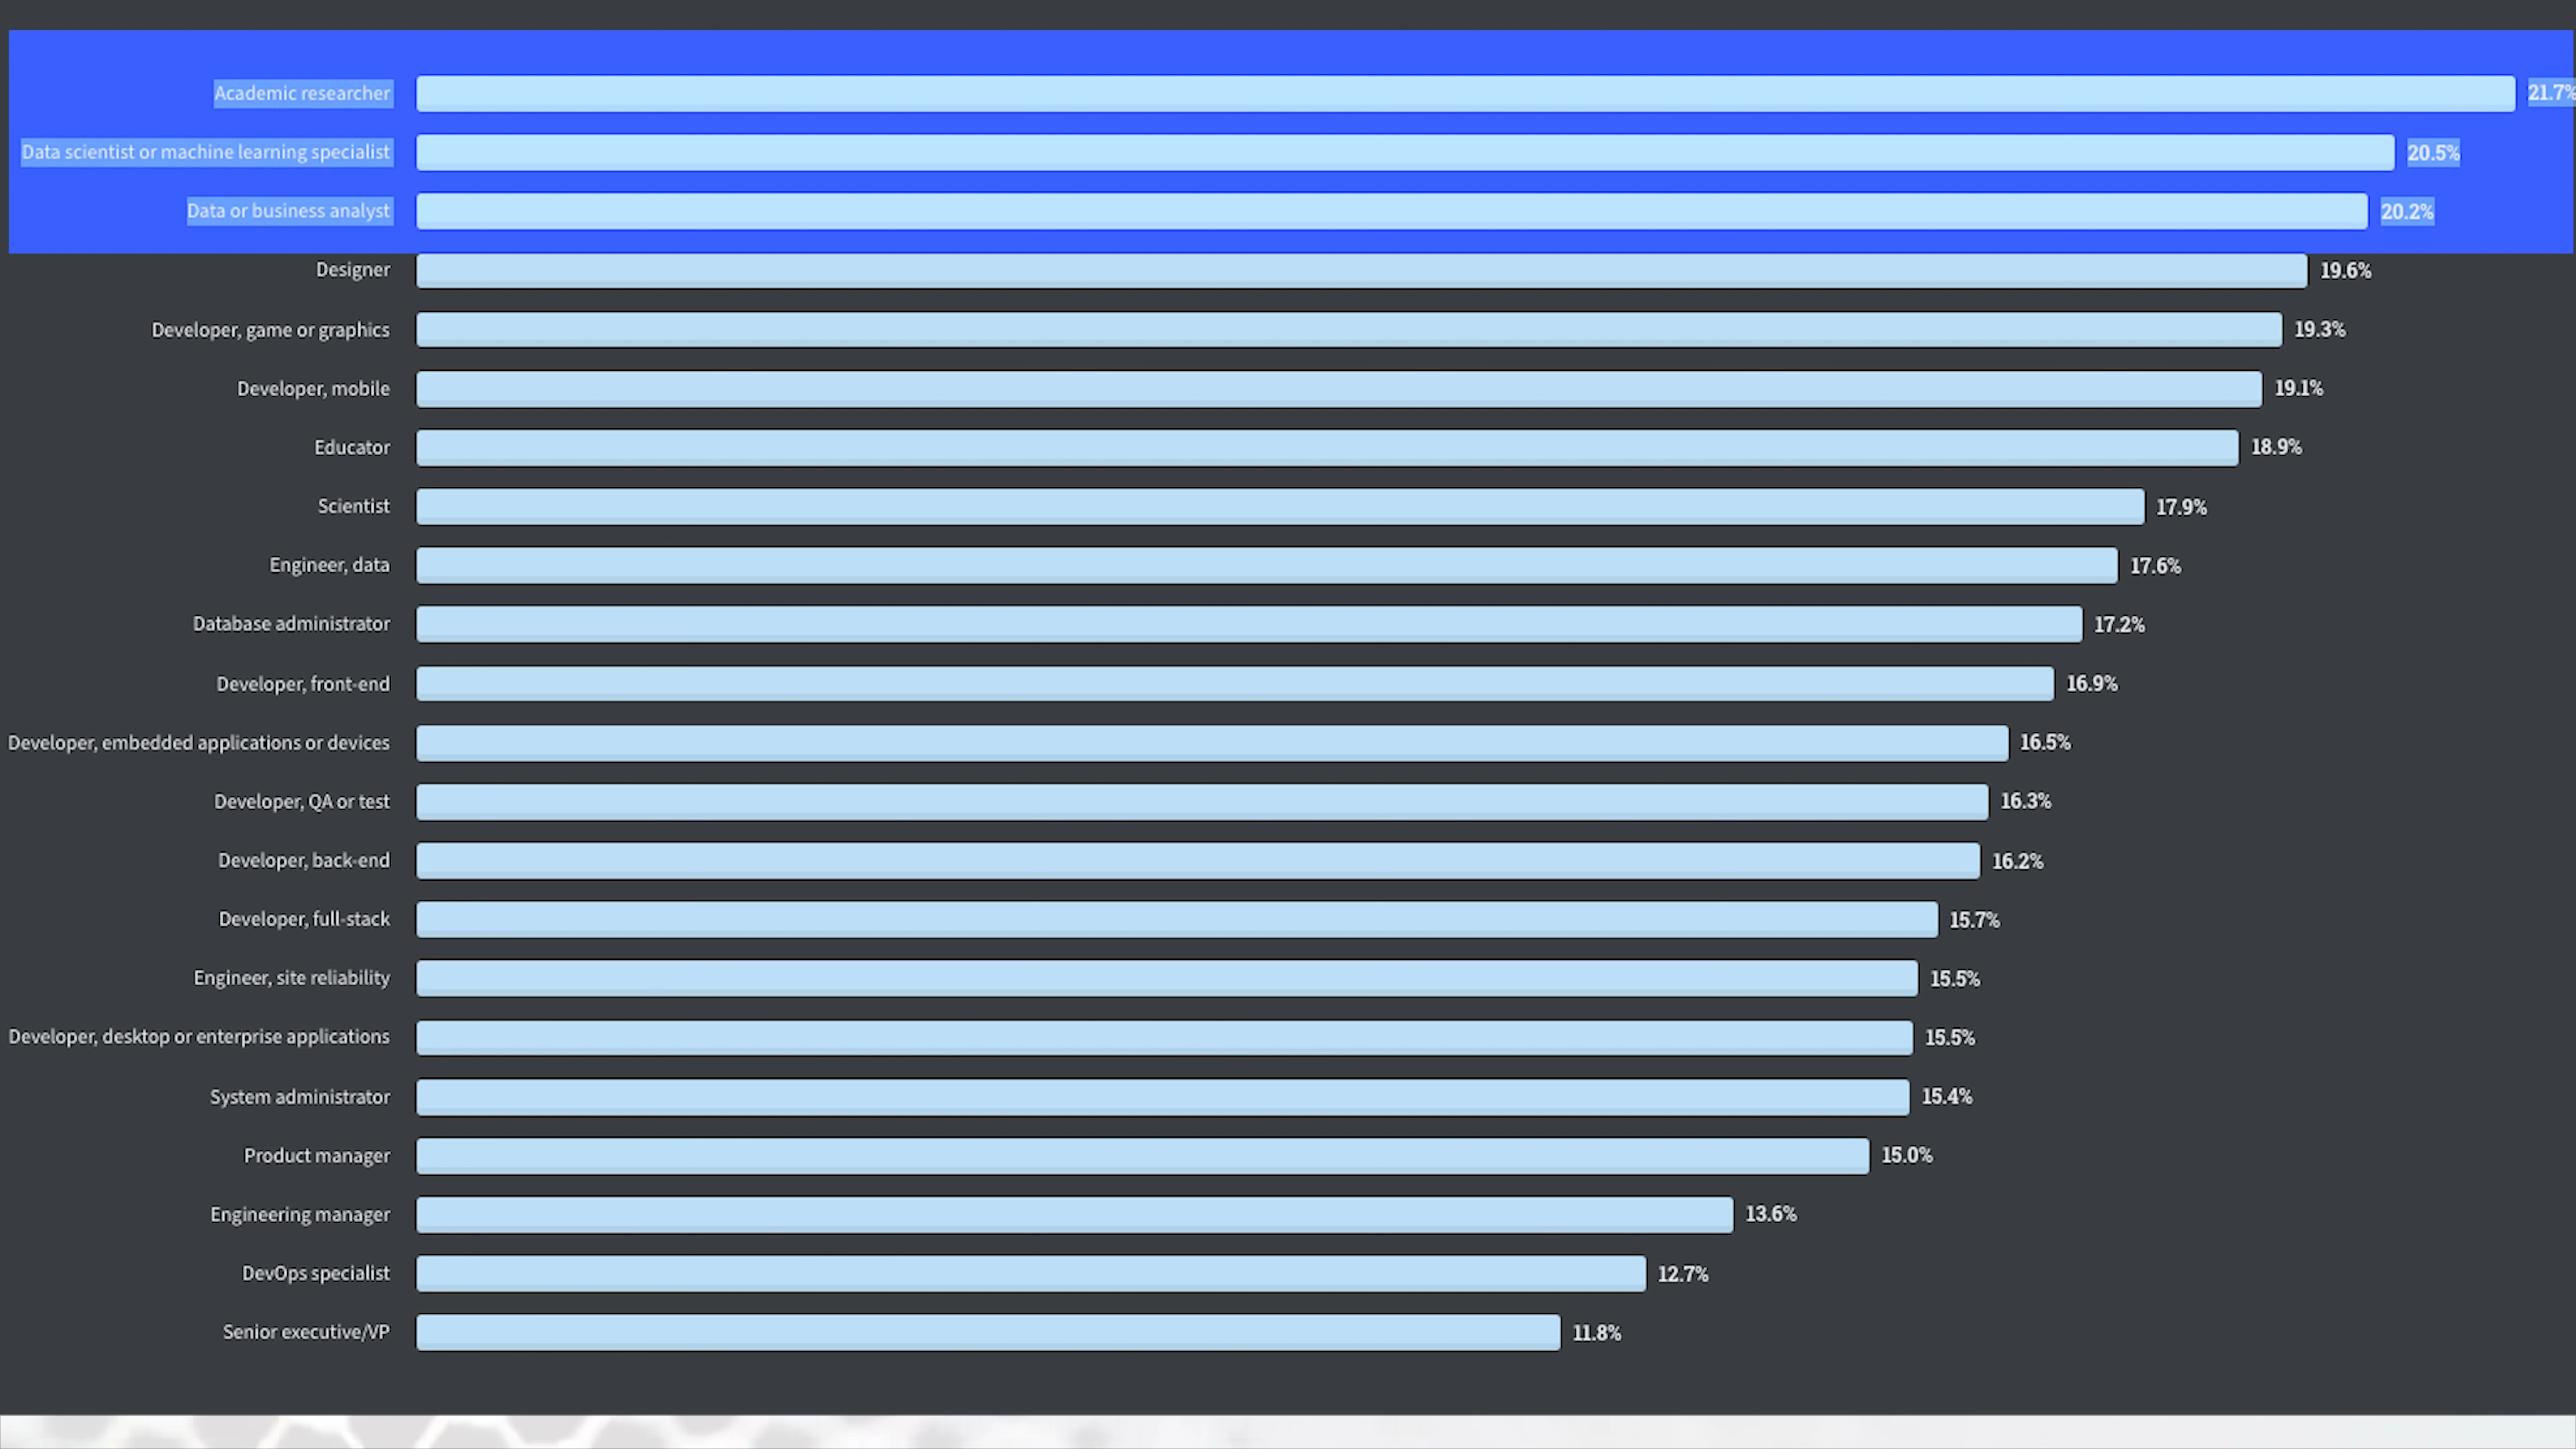 Academic researcher 21.7%
Data scientist or machine learning specialist 20.5%
Data or business analyst 20.2%
Designer 19.6%
Developer, game or graphics 19.3%
Developer, mobile 19.1%
Educator 18.9%
Scientist 17.9%
Engineer, data 17.6%
Database administrator 17.2%
Developer, front-end 16.9%
Developer, embedded applications or devices 16.5%
Developer, QA or test 16.3%
Developer, back-end 16.2%
Developer, full-stack 15.7%
Engineer, site reliability 15.5%
Developer, desktop or enterprise applications 15.5%
System administrator 15.4%
Product manager 15.0%
Engineering manager 13.6%
DevOps specialist 12.7%
Senior executive/VP 11.8%